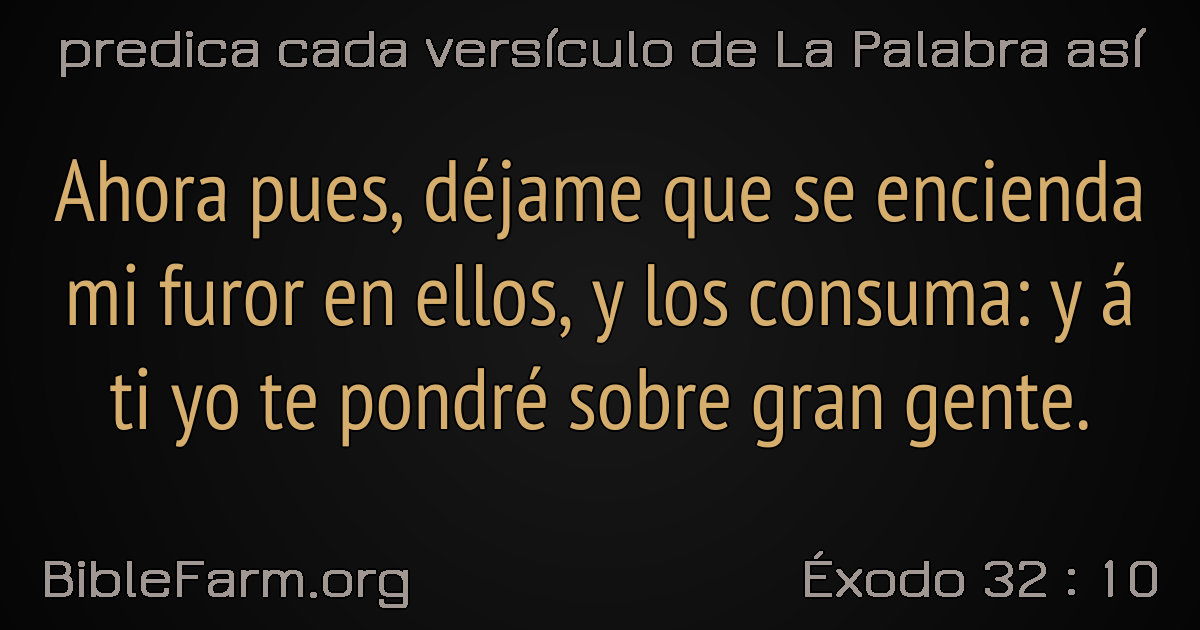 predica cada versículo de La Palabra así
Ahora pues, déjame que se encienda
mi furor en ellos, y los consuma: y á
ti yo te pondré sobre gran gente.
BibleFarm.org
Éxodo 32 : 10